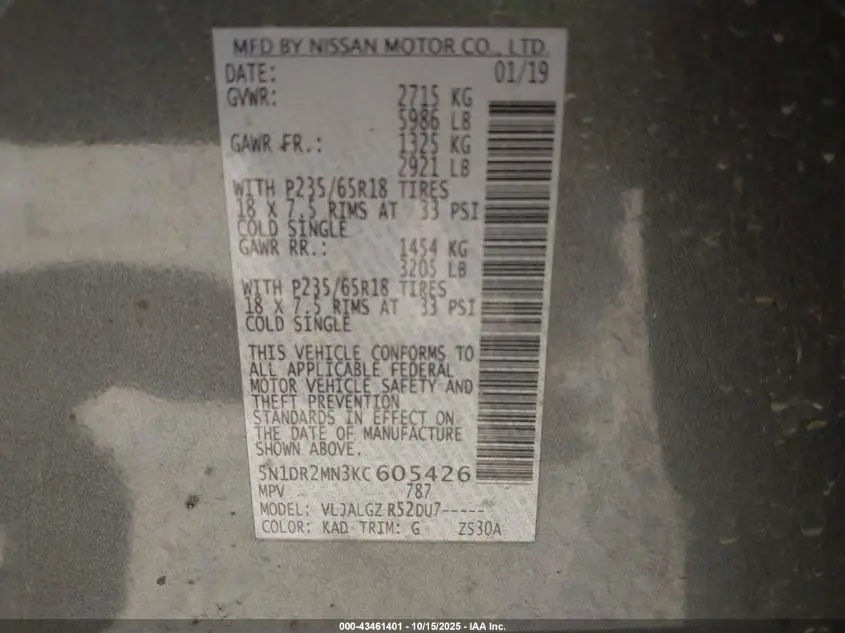 MFD BY NISSAN MOTOR CO., LTD.
DATE: 01/19
GVWR: 2715 KG
5986 LB
GAWR FR.: 1325 KG
2921 LB
WITH P235/65R18 TIRES
18 X 7.5 RIMS AT 33 PSI
COLD SINGLE
GAWR RR.: 1454 KG
3205 LB
WITH P235/65R18 TIRES
18 X 7.5 RIMS AT 33 PSI
COLD SINGLE
THIS VEHICLE CONFORMS TO
ALL APPLICABLE FEDERAL
MOTOR VEHICLE SAFETY AND
THEFT PREVENTION
STANDARDS IN EFFECT ON
THE DATE OF MANUFACTURE
SHOWN ABOVE.
5N1DR2MN3KC605426
MPV 787
MODEL: VLJALGZ R52DU7-----
COLOR: KAD TRIM: G ZS30A
000-43461401 - 10/15/2025 - IAA Inc.